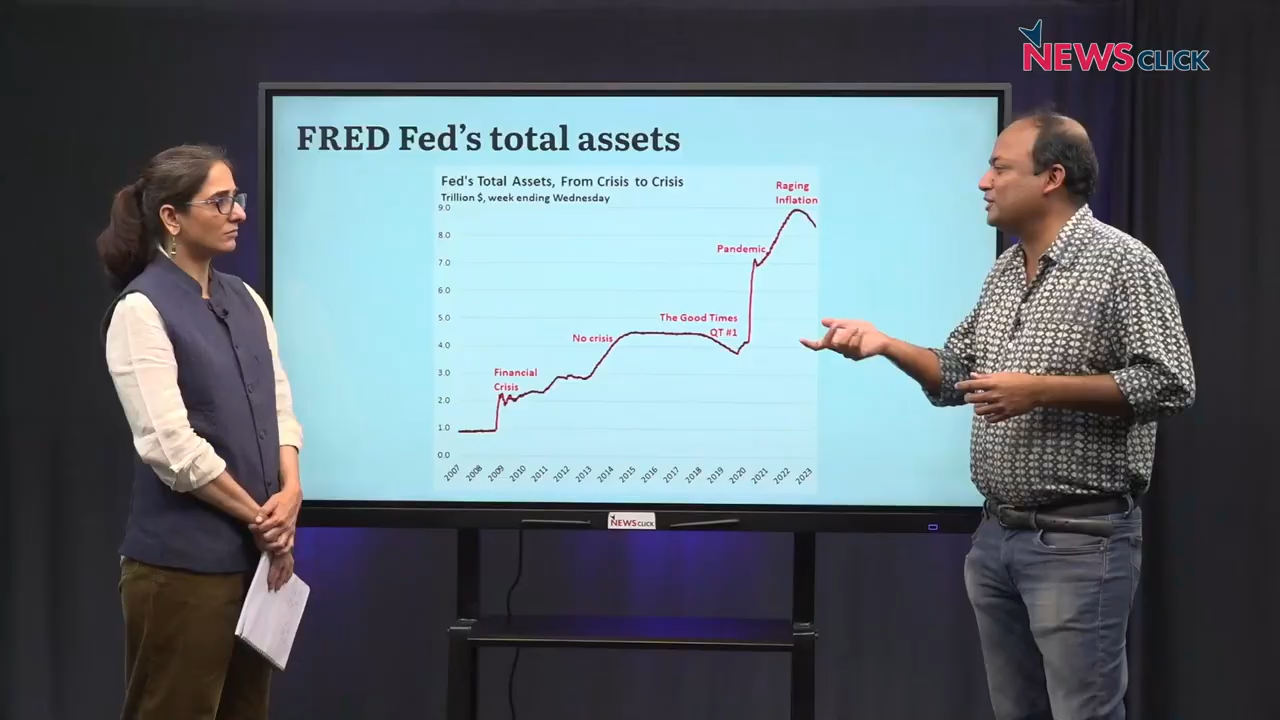 NEWSCLICK
FRED Fed's total assets
Fed's Total Assets, From Crisis to Crisis
Trillion $, week ending Wednesday
9.0
8.0
7.0
6.0
5.0
4.0
3.0
2.0
1.0
0.0
Raging
Inflation
Pandemic
The Good Times
QT #1
No crisis
Financial
Crisis
2007 2008 2009 2010 2011 2012 2013 2014 2015 2016 2017 2018 2019 2020 2021 2022 2023
NEWSCLICK